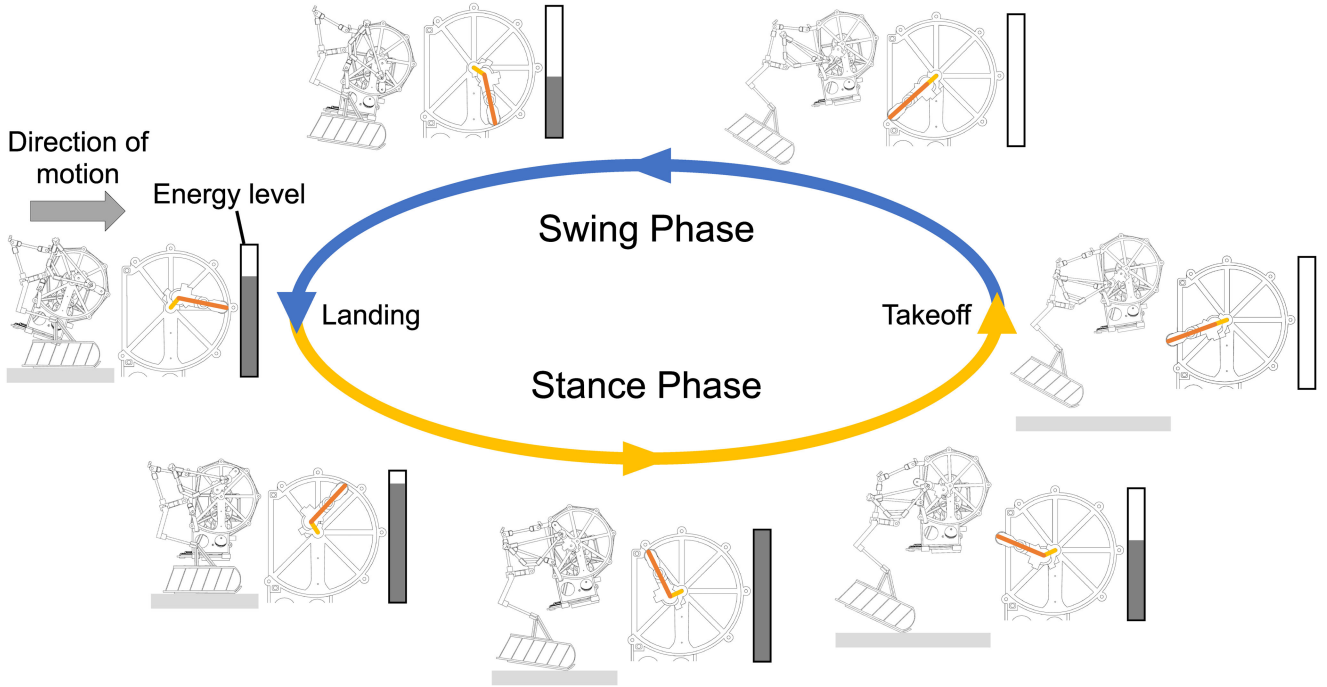 Direction of
motion
Energy level
Swing Phase
Landing
Takeoff
Stance Phase